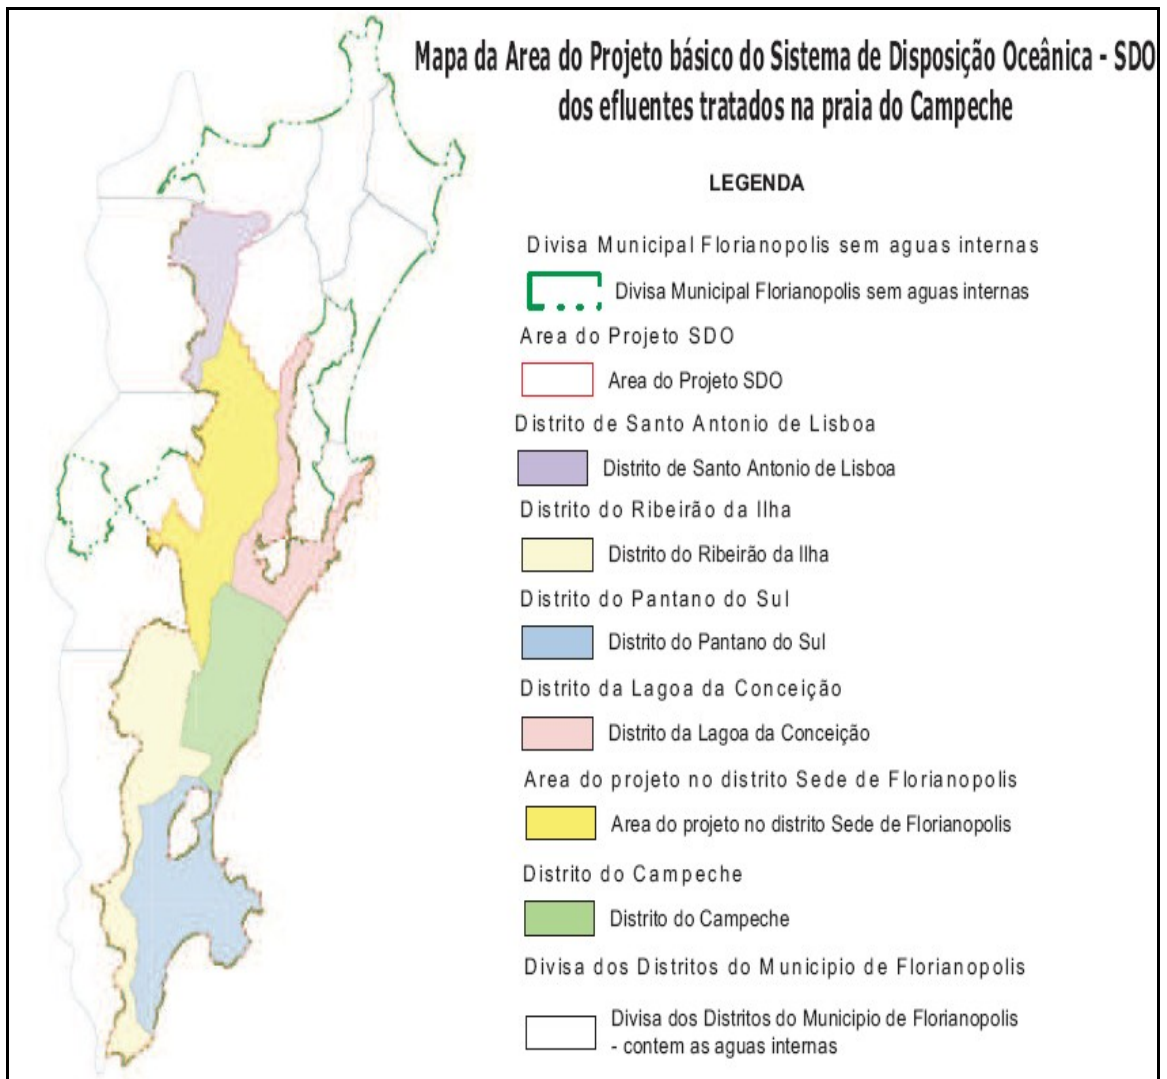 Mapa da Area do Projeto básico do Sistema de Disposição Oceânica - SDO
dos efluentes tratados na praia do Campeche
LEGENDA
Divisa Municipal Florianopolis sem aguas internas
Divisa Municipal Florianopolis sem aguas internas
Area do Projeto SDO
Area do Projeto SDO
Distrito de Santo Antonio de Lisboa
Distrito de Santo Antonio de Lisboa
Distrito do Ribeirão da Ilha
Distrito do Ribeirão da Ilha
Distrito do Pantano do Sul
Distrito do Pantano do Sul
Distrito da Lagoa da Conceição
Distrito da Lagoa da Conceição
Area do projeto no distrito Sede de Florianopolis
Area do projeto no distrito Sede de Florianopolis
Distrito do Campeche
Distrito do Campeche
Divisa dos Distritos do Municipio de Florianopolis
Divisa dos Distritos do Municipio de Florianopolis
- contem as aguas internas